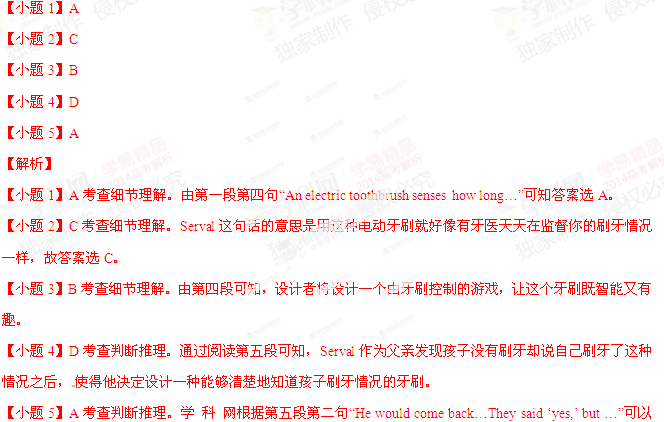 【小题 1】A
【小题 2】C
【小题 3】B
【小题 4】D
【小题 5】A
【解析】
【小题 1】A 考查细节理解。由第一段第四句“An electric toothbrush senses how long…”可知答案选 A。
【小题 2】C 考查细节理解。Serval 这句话的意思是用这种电动牙刷就好像有牙医天天在监督你的刷牙情况
一样，故答案选 C。
【小题 3】B 考查细节理解。由第四段可知，设计者将设计一个由牙刷控制的游戏，让这个牙刷既智能又有
趣。
【小题 4】D 考查判断推理。通过阅读第五段可知，Serval 作为父亲发现孩子没有刷牙却说自己刷牙了这种
情况之后，使得他决定设计一种能够清楚地知道孩子刷牙情况的牙刷。
【小题 5】A 考查判断推理。学 科 网根据第五段第二句“He would come back…They said ‘yes,’ but …”可以